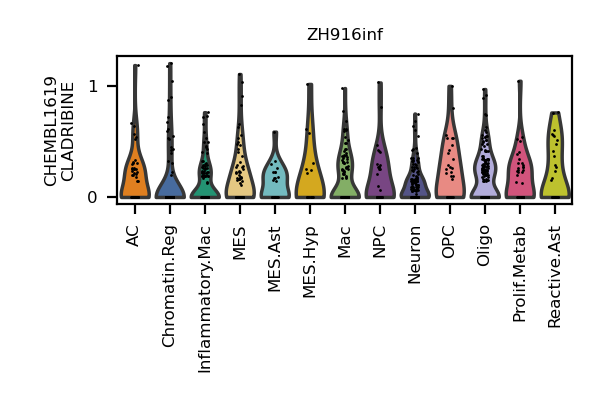 ZH916inf
CHEMBL1619
CLADRIBINE
1
0
AC
Chromatin.Reg
Inflammatory.Mac
MES
MES.Ast
MES.Hyp
Mac
NPC
Neuron
OPC
Oligo
Prolif.Metab
Reactive.Ast